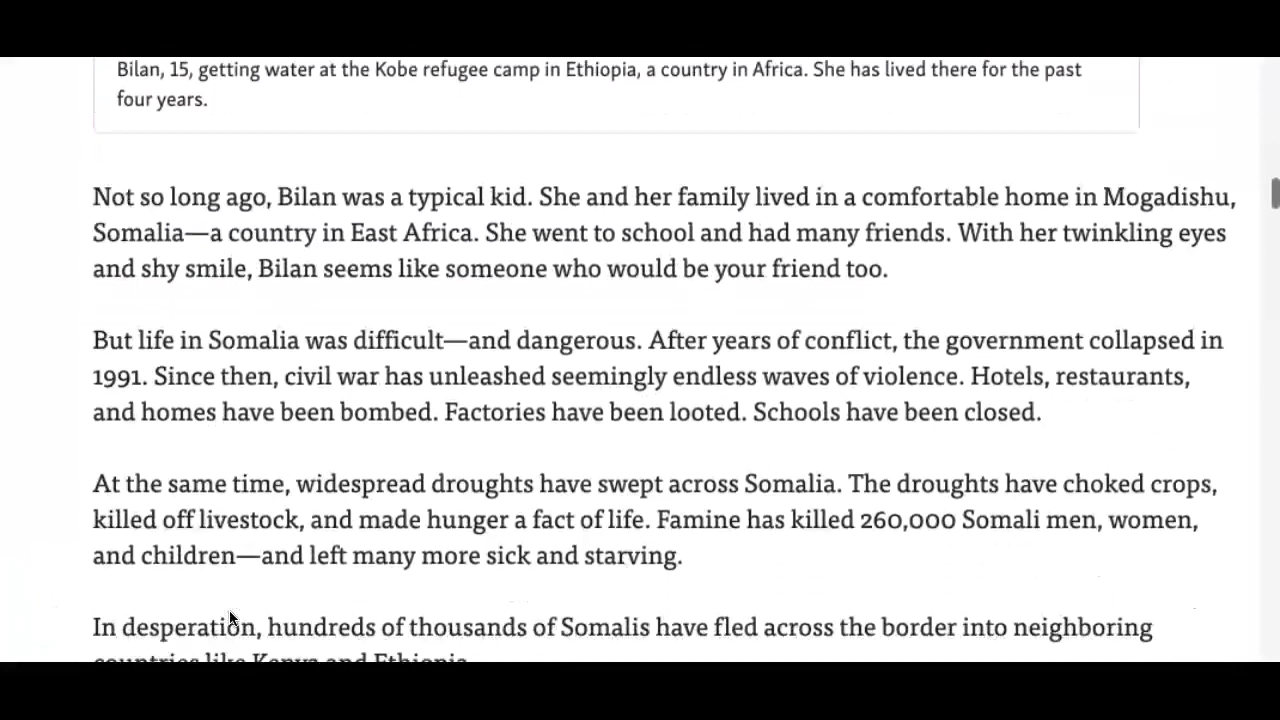 Bilan, 15, getting water at the Kobe refugee camp in Ethiopia, a country in Africa. She has lived there for the past
four years.
Not so long ago, Bilan was a typical kid. She and her family lived in a comfortable home in Mogadishu,
Somalia—a country in East Africa. She went to school and had many friends. With her twinkling eyes
and shy smile, Bilan seems like someone who would be your friend too.
But life in Somalia was difficult—and dangerous. After years of conflict, the government collapsed in
1991. Since then, civil war has unleashed seemingly endless waves of violence. Hotels, restaurants,
and homes have been bombed. Factories have been looted. Schools have been closed.
At the same time, widespread droughts have swept across Somalia. The droughts have choked crops,
killed off livestock, and made hunger a fact of life. Famine has killed 260,000 Somali men, women,
and children—and left many more sick and starving.
In desperation, hundreds of thousands of Somalis have fled across the border into neighboring
countries like Kenya and Ethiopia.